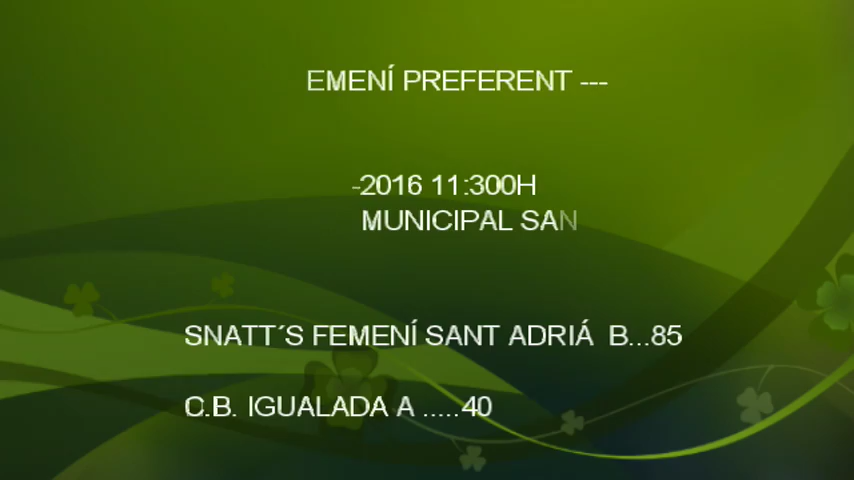 EMENÍ PREFERENT ---
-2016 11:300H
MUNICIPAL SAN
SNATT´S FEMENÍ SANT ADRIÁ B...85
C.B. IGUALADA A .....40